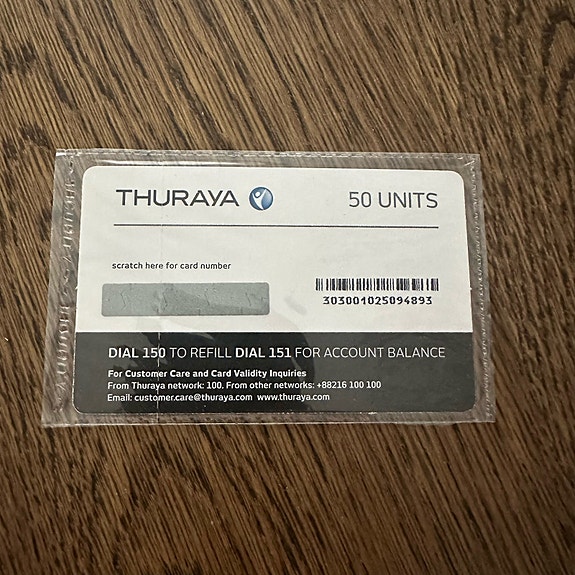 THURAYA
50 UNITS
scratch here for card number
303001025094893
DIAL 150 TO REFILL DIAL 151 FOR ACCOUNT BALANCE
For Customer Care and Card Validity Inquiries
From Thuraya network: 100. From other networks: +88216 100 100
Email: customer.care@thuraya.com www.thuraya.com